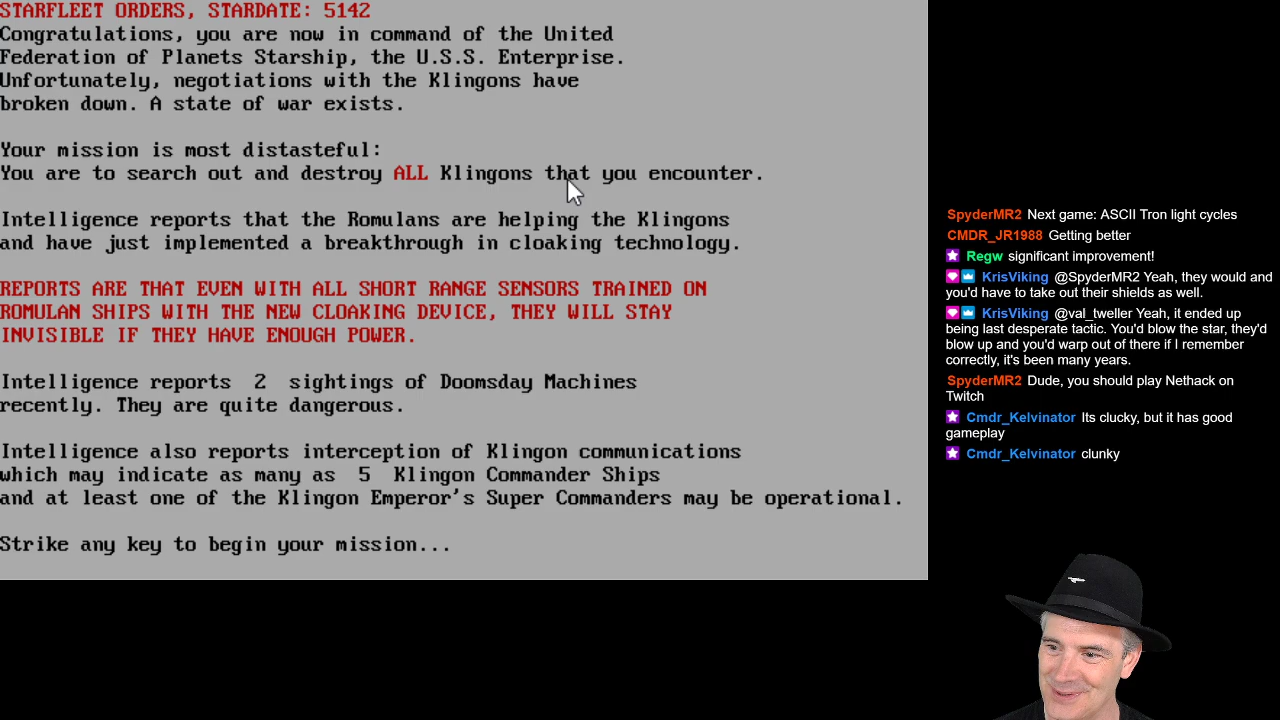 STARFLEET ORDERS, STARDATE: 5142
Congratulations, you are now in command of the United
Federation of Planets Starship, the U.S.S. Enterprise.
Unfortunately, negotiations with the Klingons have
broken down. A state of war exists.
Your mission is most distasteful:
You are to search out and destroy ALL Klingons that you encounter.
Intelligence reports that the Romulans are helping the Klingons
and have just implemented a breakthrough in cloaking technology.
REPORTS ARE THAT EVEN WITH ALL SHORT RANGE SENSORS TRAINED ON
ROMULAN SHIPS WITH THE NEW CLOAKING DEVICE, THEY WILL STAY
INVISIBLE IF THEY HAVE ENOUGH POWER.
Intelligence reports 2 sightings of Doomsday Machines
recently. They are quite dangerous.
Intelligence also reports interception of Klingon communications
which may indicate as many as 5 Klingon Commander Ships
and at least one of the Klingon Emperor's Super Commanders may be operational.
Strike any key to begin your mission...
SpyderMR2 Next game: ASCII Tron light cycles
CMDR_JR1988 Getting better
Regw significant improvement!
KrisViking @SpyderMR2 Yeah, they would and
you'd have to take out their shields as well.
KrisViking @val_tweller Yeah, it ended up
being last desperate tactic. You'd blow the star, they'd
blow up and you'd warp out of there if I remember
correctly, it's been many years.
SpyderMR2 Dude, you should play Nethack on
Twitch
Cmdr_Kelvinator Its clucky, but it has good
gameplay
Cmdr_Kelvinator clunky